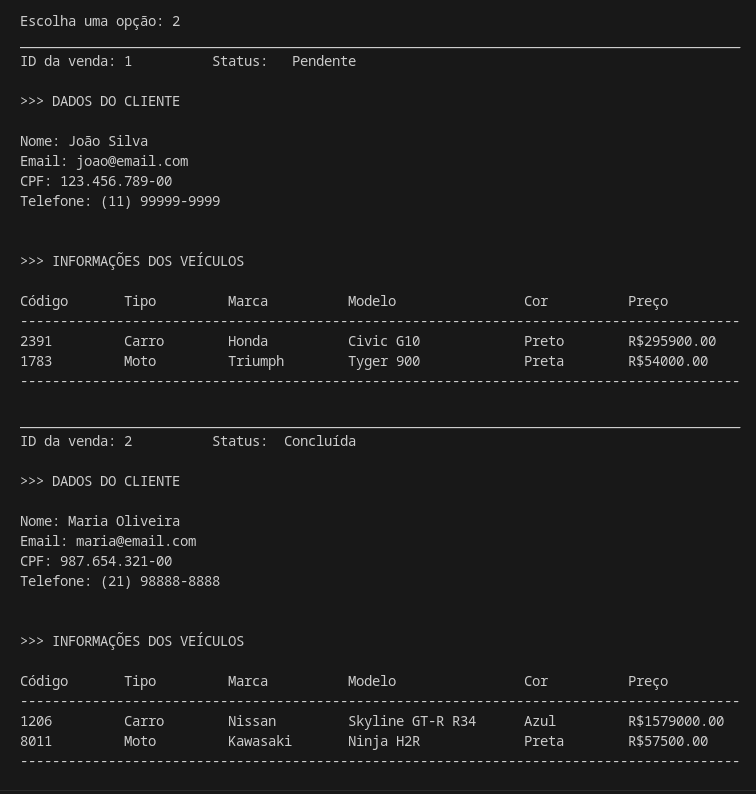 Escolha uma opção: 2
__________________________________________________________________________________________
ID da venda: 1          Status:   Pendente
>>> DADOS DO CLIENTE
Nome: João Silva
Email: joao@email.com
CPF: 123.456.789-00
Telefone: (11) 99999-9999
>>> INFORMAÇÕES DOS VEÍCULOS
Código       Tipo         Marca          Modelo                Cor          Preço
------------------------------------------------------------------------------------------
2391         Carro        Honda          Civic G10             Preto        R$295900.00
1783         Moto         Triumph        Tyger 900             Preta        R$54000.00
------------------------------------------------------------------------------------------
__________________________________________________________________________________________
ID da venda: 2          Status:  Concluída
>>> DADOS DO CLIENTE
Nome: Maria Oliveira
Email: maria@email.com
CPF: 987.654.321-00
Telefone: (21) 98888-8888
>>> INFORMAÇÕES DOS VEÍCULOS
Código       Tipo         Marca          Modelo                Cor          Preço
------------------------------------------------------------------------------------------
1206         Carro        Nissan         Skyline GT-R R34      Azul         R$1579000.00
8011         Moto         Kawasaki       Ninja H2R             Preta        R$57500.00
------------------------------------------------------------------------------------------